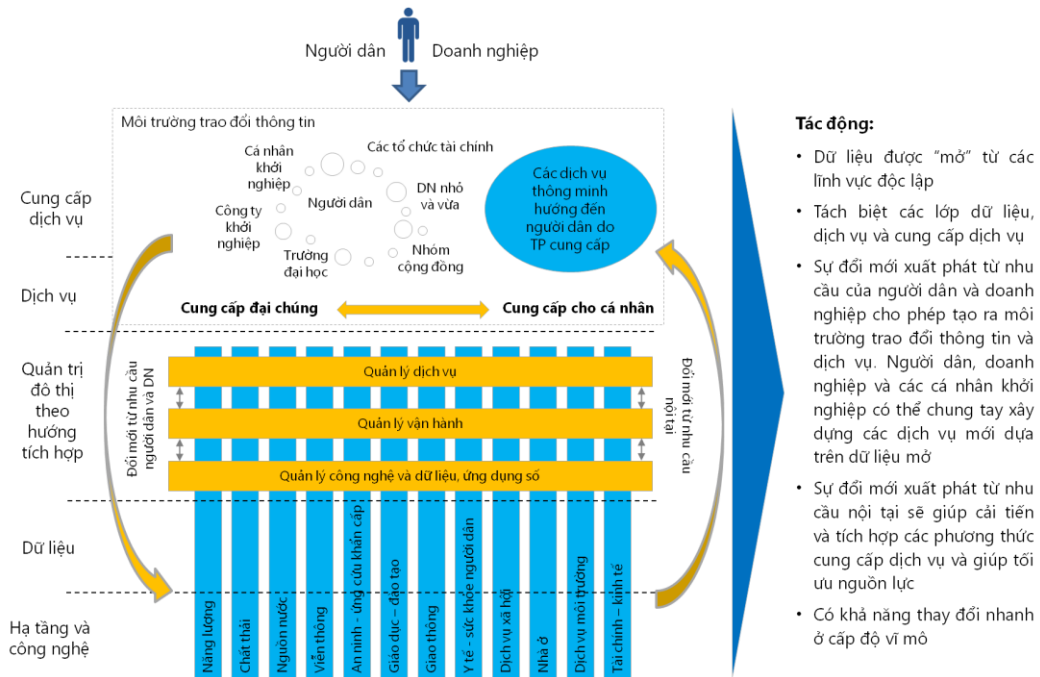 Người dân
Doanh nghiệp
Môi trường trao đổi thông tin
Cá nhân
khởi
nghiệp
Các tổ chức tài chính
Người dân
DN nhỏ
và vừa
Công ty
khởi
nghiệp
Trường
đại học
Nhóm
cộng đồng
Các dịch vụ
thông minh
hướng đến
người dân do
TP cung cấp
Cung cấp đại chúng
Cung cấp cho cá nhân
Cung cấp
dịch vụ
Dịch vụ
Quản trị
đô thị
theo
hướng
tích hợp
Dữ liệu
Hạ tầng và
công nghệ
Đổi mới từ nhu cầu
người dân và DN
Quản lý dịch vụ
Quản lý vận hành
Quản lý công nghệ và dữ liệu, ứng dụng số
Đổi mới từ nhu cầu
nội tại
Năng lượng
Chất thải
Nguồn nước
Viễn thông
An ninh - ứng cứu khẩn cấp
Giáo dục – đào tạo
Giao thông
Y tế - sức khỏe người dân
Dịch vụ xã hội
Nhà ở
Dịch vụ môi trường
Tài chính – kinh tế
Tác động:
• Dữ liệu được “mở” từ các
lĩnh vực độc lập
• Tách biệt các lớp dữ liệu,
dịch vụ và cung cấp dịch vụ
• Sự đổi mới xuất phát từ nhu
cầu của người dân và doanh
nghiệp cho phép tạo ra môi
trường trao đổi thông tin và
dịch vụ. Người dân, doanh
nghiệp và các cá nhân khởi
nghiệp có thể chung tay xây
dựng các dịch vụ mới dựa
trên dữ liệu mở
• Sự đổi mới xuất phát từ nhu
cầu nội tại sẽ giúp cải tiến
và tích hợp các phương thức
cung cấp dịch vụ và giúp tối
ưu nguồn lực
• Có khả năng thay đổi nhanh
ở cấp độ vĩ mô